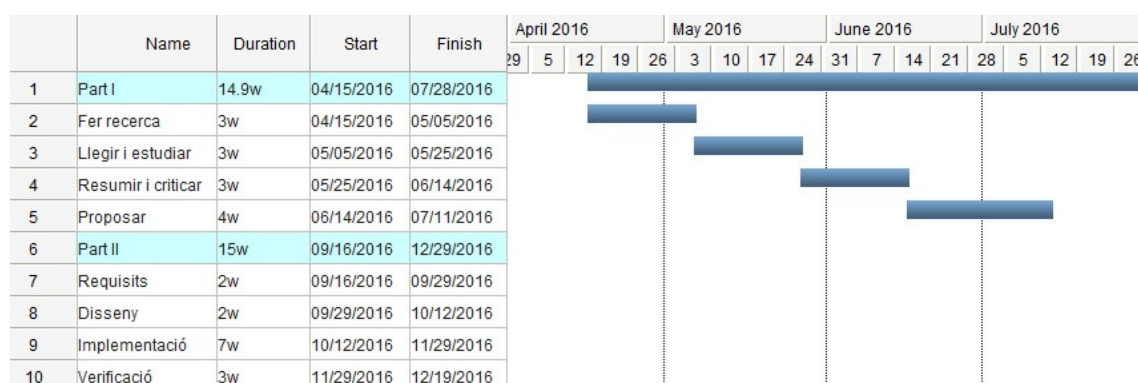 Name Duration Start Finish April 2016 May 2016 June 2016 July 2016
29 5 12 19 26 3 10 17 24 31 7 14 21 28 5 12 19 26
1 Part I 14.9w 04/15/2016 07/28/2016
2 Fer recerca 3w 04/15/2016 05/05/2016
3 Llegir i estudiar 3w 05/05/2016 05/25/2016
4 Resumir i criticar 3w 05/25/2016 06/14/2016
5 Proposar 4w 06/14/2016 07/11/2016
6 Part II 15w 09/16/2016 12/29/2016
7 Requisits 2w 09/16/2016 09/29/2016
8 Disseny 2w 09/29/2016 10/12/2016
9 Implementació 7w 10/12/2016 11/29/2016
10 Verificació 3w 11/29/2016 12/19/2016